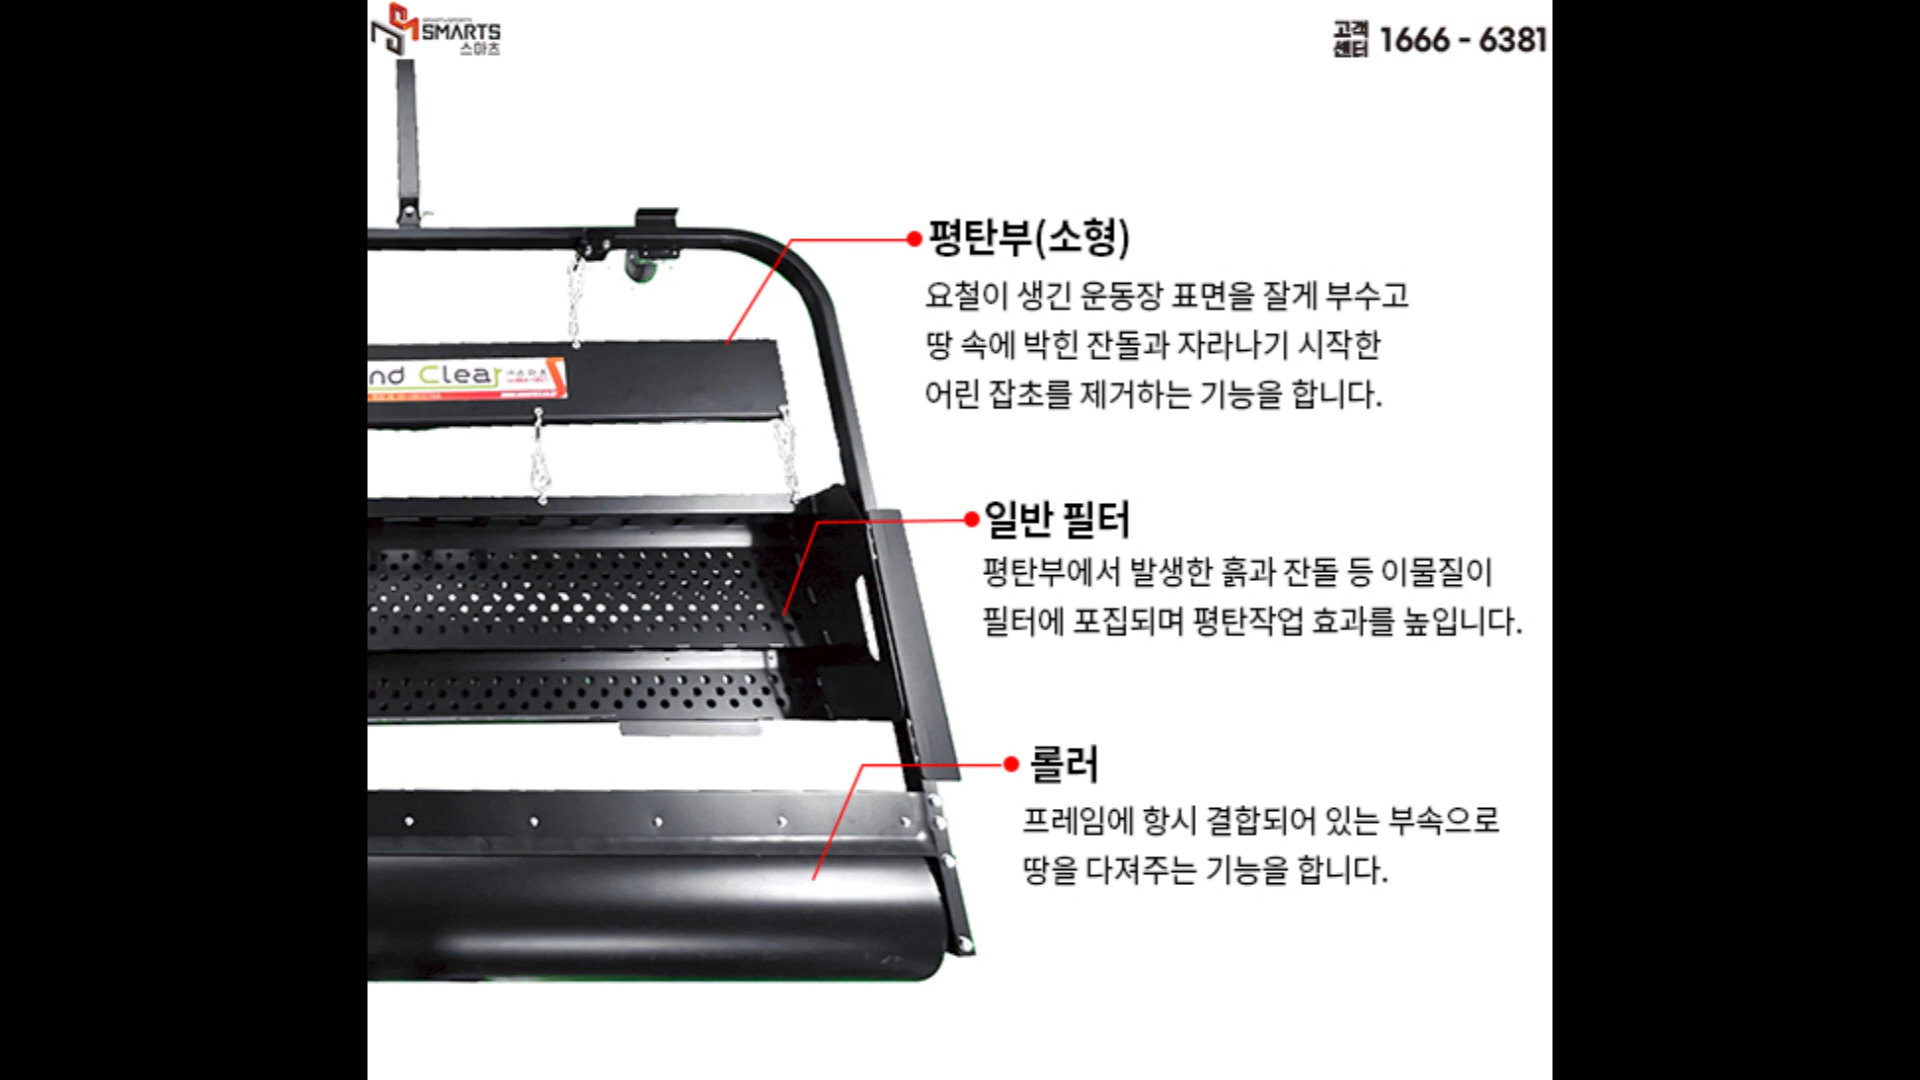 SMARTS
스마츠
고객
센터
1666 - 6381
평탄부(소형)
요철이 생긴 운동장 표면을 잘게 부수고
땅 속에 박힌 잔돌과 자라나기 시작한
어린 잡초를 제거하는 기능을 합니다.
nd Clear
일반 필터
평탄부에서 발생한 흙과 잔돌 등 이물질이
필터에 포집되며 평탄작업 효과를 높입니다.
롤러
프레임에 항시 결합되어 있는 부속으로
땅을 다져주는 기능을 합니다.